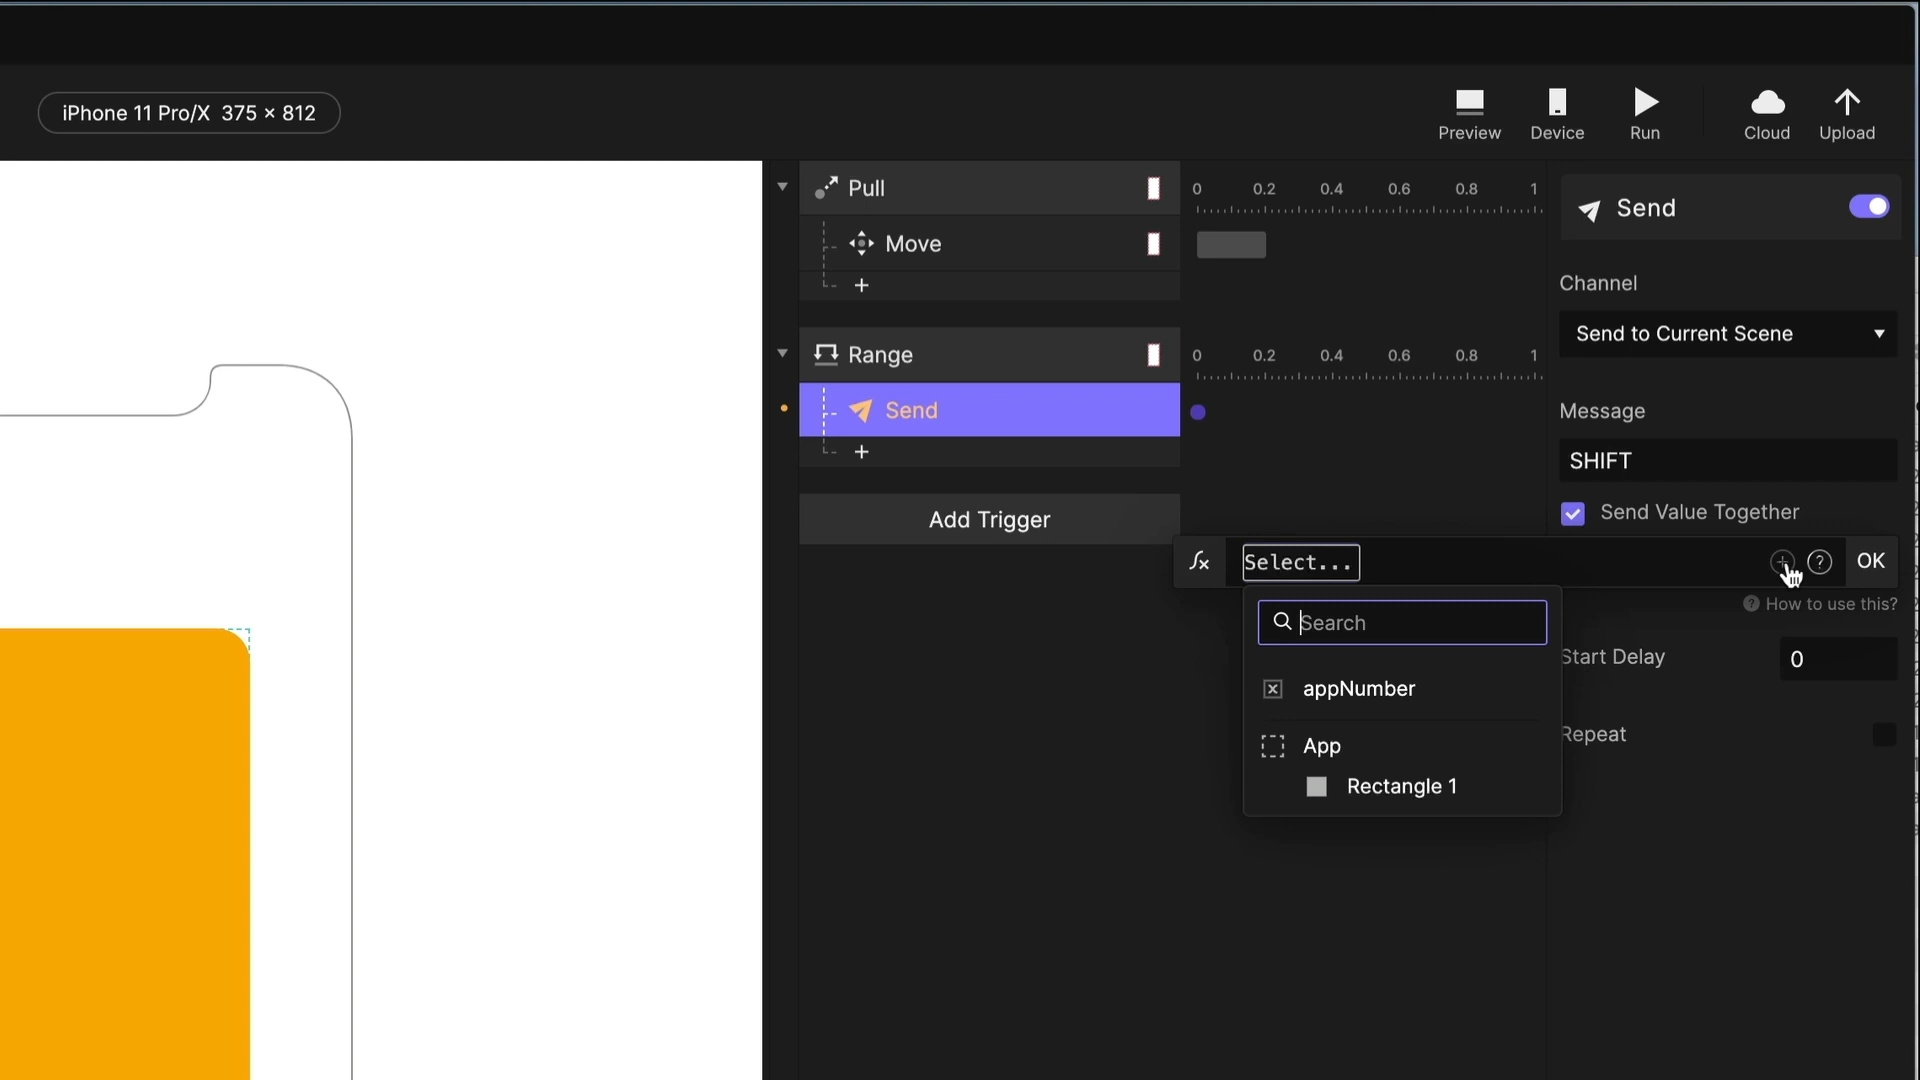 iPhone 11 Pro/X 375 × 812
Preview
Device
Run
Cloud
Upload
Pull
0 0.2 0.4 0.6 0.8 1
Move
+
Range
0 0.2 0.4 0.6 0.8 1
Send
+
Add Trigger
Send
Channel
Send to Current Scene
Message
SHIFT
Send Value Together
fx
Select...
?
OK
? How to use this?
Search
appNumber
App
Rectangle 1
Start Delay
0
Repeat